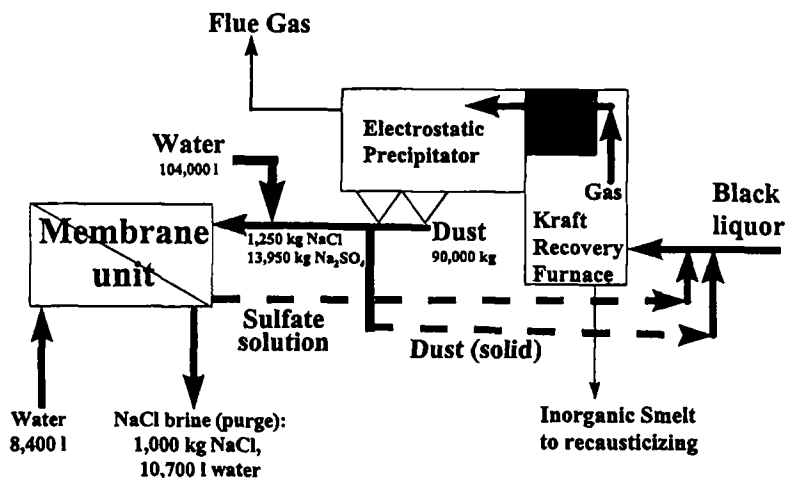 Flue Gas
Electrostatic
Precipitator
Water
104,000 l
Gas
Black
liquor
Membrane
unit
1,250 kg NaCl
13,950 kg Na₂SO₄
Dust
90,000 kg
Kraft
Recovery
Furnace
Sulfate
solution
Dust (solid)
Water
8,400 l
NaCl brine (purge):
1,000 kg NaCl,
10,700 l water
Inorganic Smelt
to recausticizing